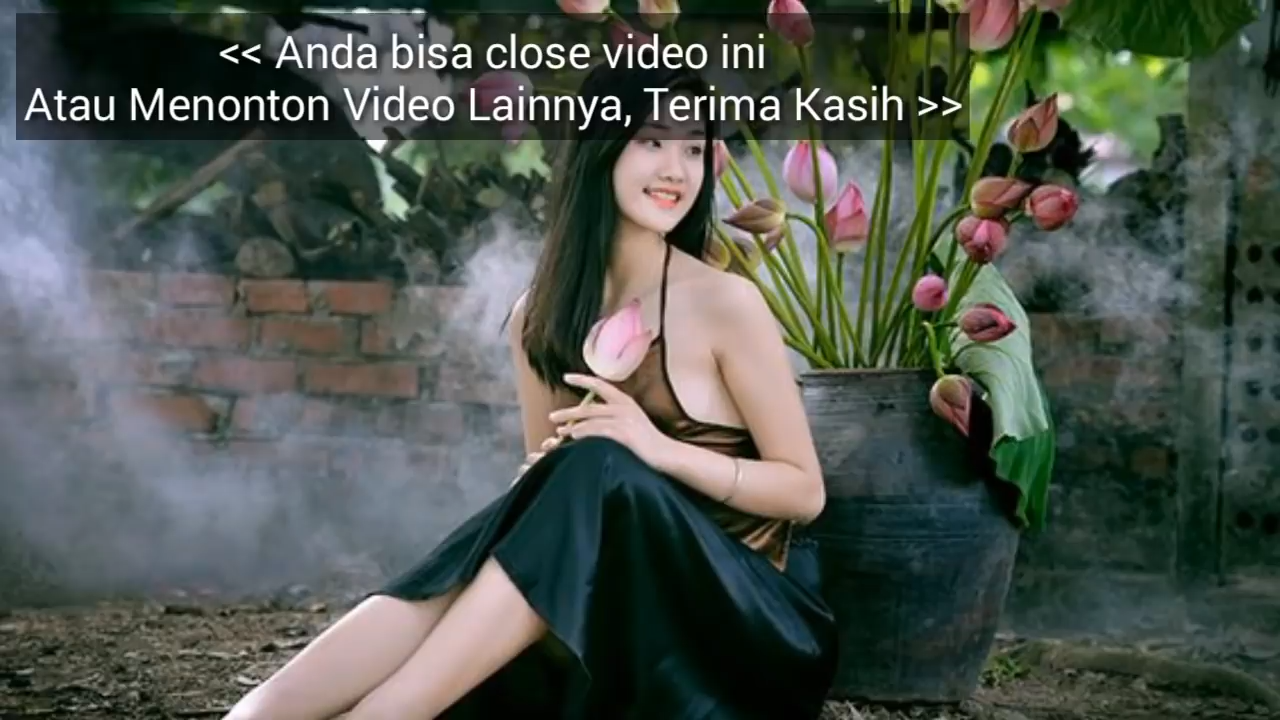 << Anda bisa close video ini
Atau Menonton Video Lainnya, Terima Kasih >>